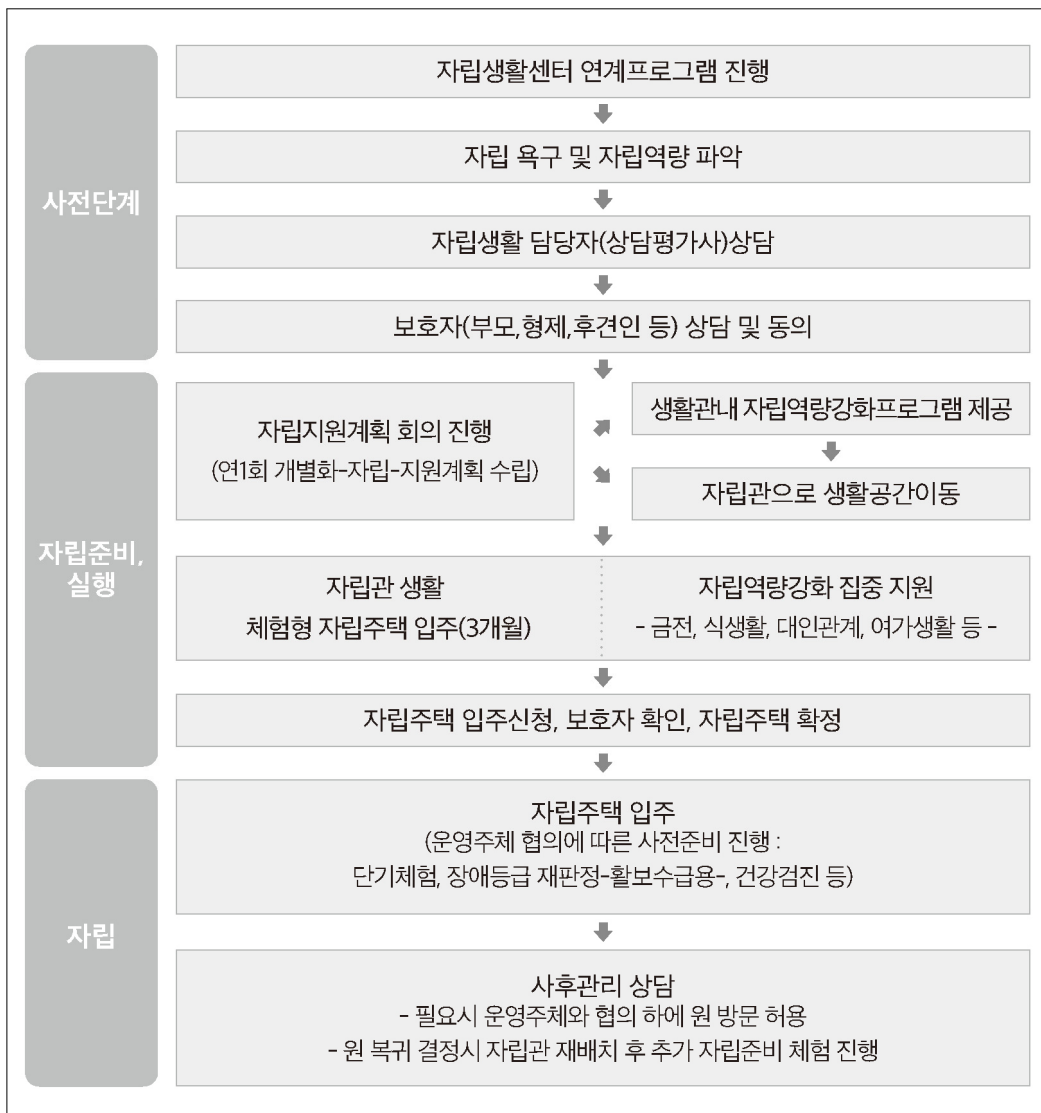 사전단계
자립생활센터 연계프로그램 진행
자립 욕구 및 자립역량 파악
자립생활 담당자(상담평가사)상담
보호자(부모,형제,후견인 등) 상담 및 동의
자립준비,
실행
자립지원계획 회의 진행
(연1회 개별화-자립-지원계획 수립)
생활관내 자립역량강화프로그램 제공
자립관으로 생활공간이동
자립관 생활
체험형 자립주택 입주(3개월)
자립역량강화 집중 지원
- 금전, 식생활, 대인관계, 여가생활 등 -
자립주택 입주신청, 보호자 확인, 자립주택 확정
자립
자립주택 입주
(운영주체 협의에 따른 사전준비 진행 :
단기체험, 장애등급 재판정-활보수급용-, 건강검진 등)
사후관리 상담
- 필요시 운영주체와 협의 하에 원 방문 허용
- 원 복귀 결정시 자립관 재배치 후 추가 자립준비 체험 진행